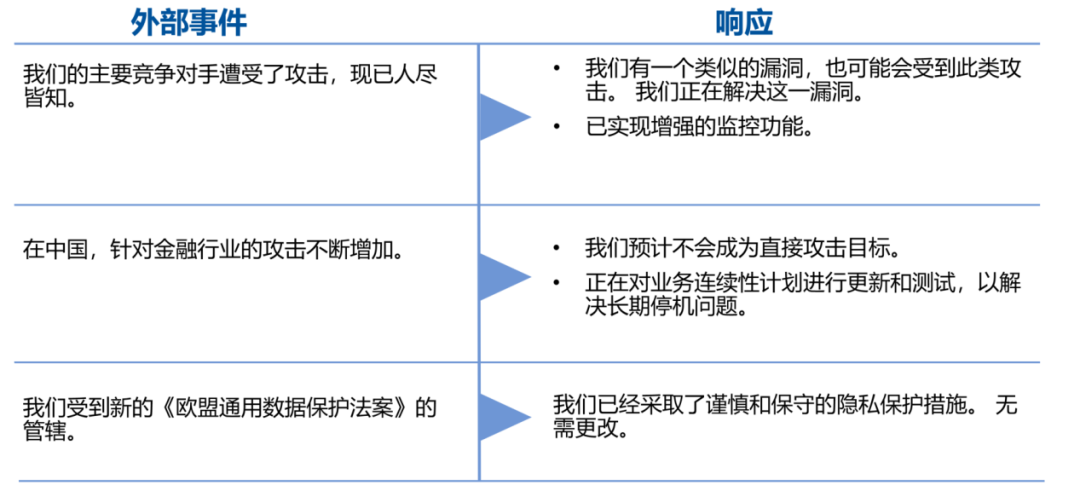 外部事件
响应
我们的主要竞争对手遭受了攻击，现已人尽
皆知。
• 我们有一个类似的漏洞，也可能会受到此类攻
击。 我们正在解决这一漏洞。
• 已实现增强的监控功能。
在中国，针对金融行业的攻击不断增加。
• 我们预计不会成为直接攻击目标。
• 正在对业务连续性计划进行更新和测试，以解
决长期停机问题。
我们受到新的《欧盟通用数据保护法案》的
管辖。
我们已经采取了谨慎和保守的隐私保护措施。 无
需更改。